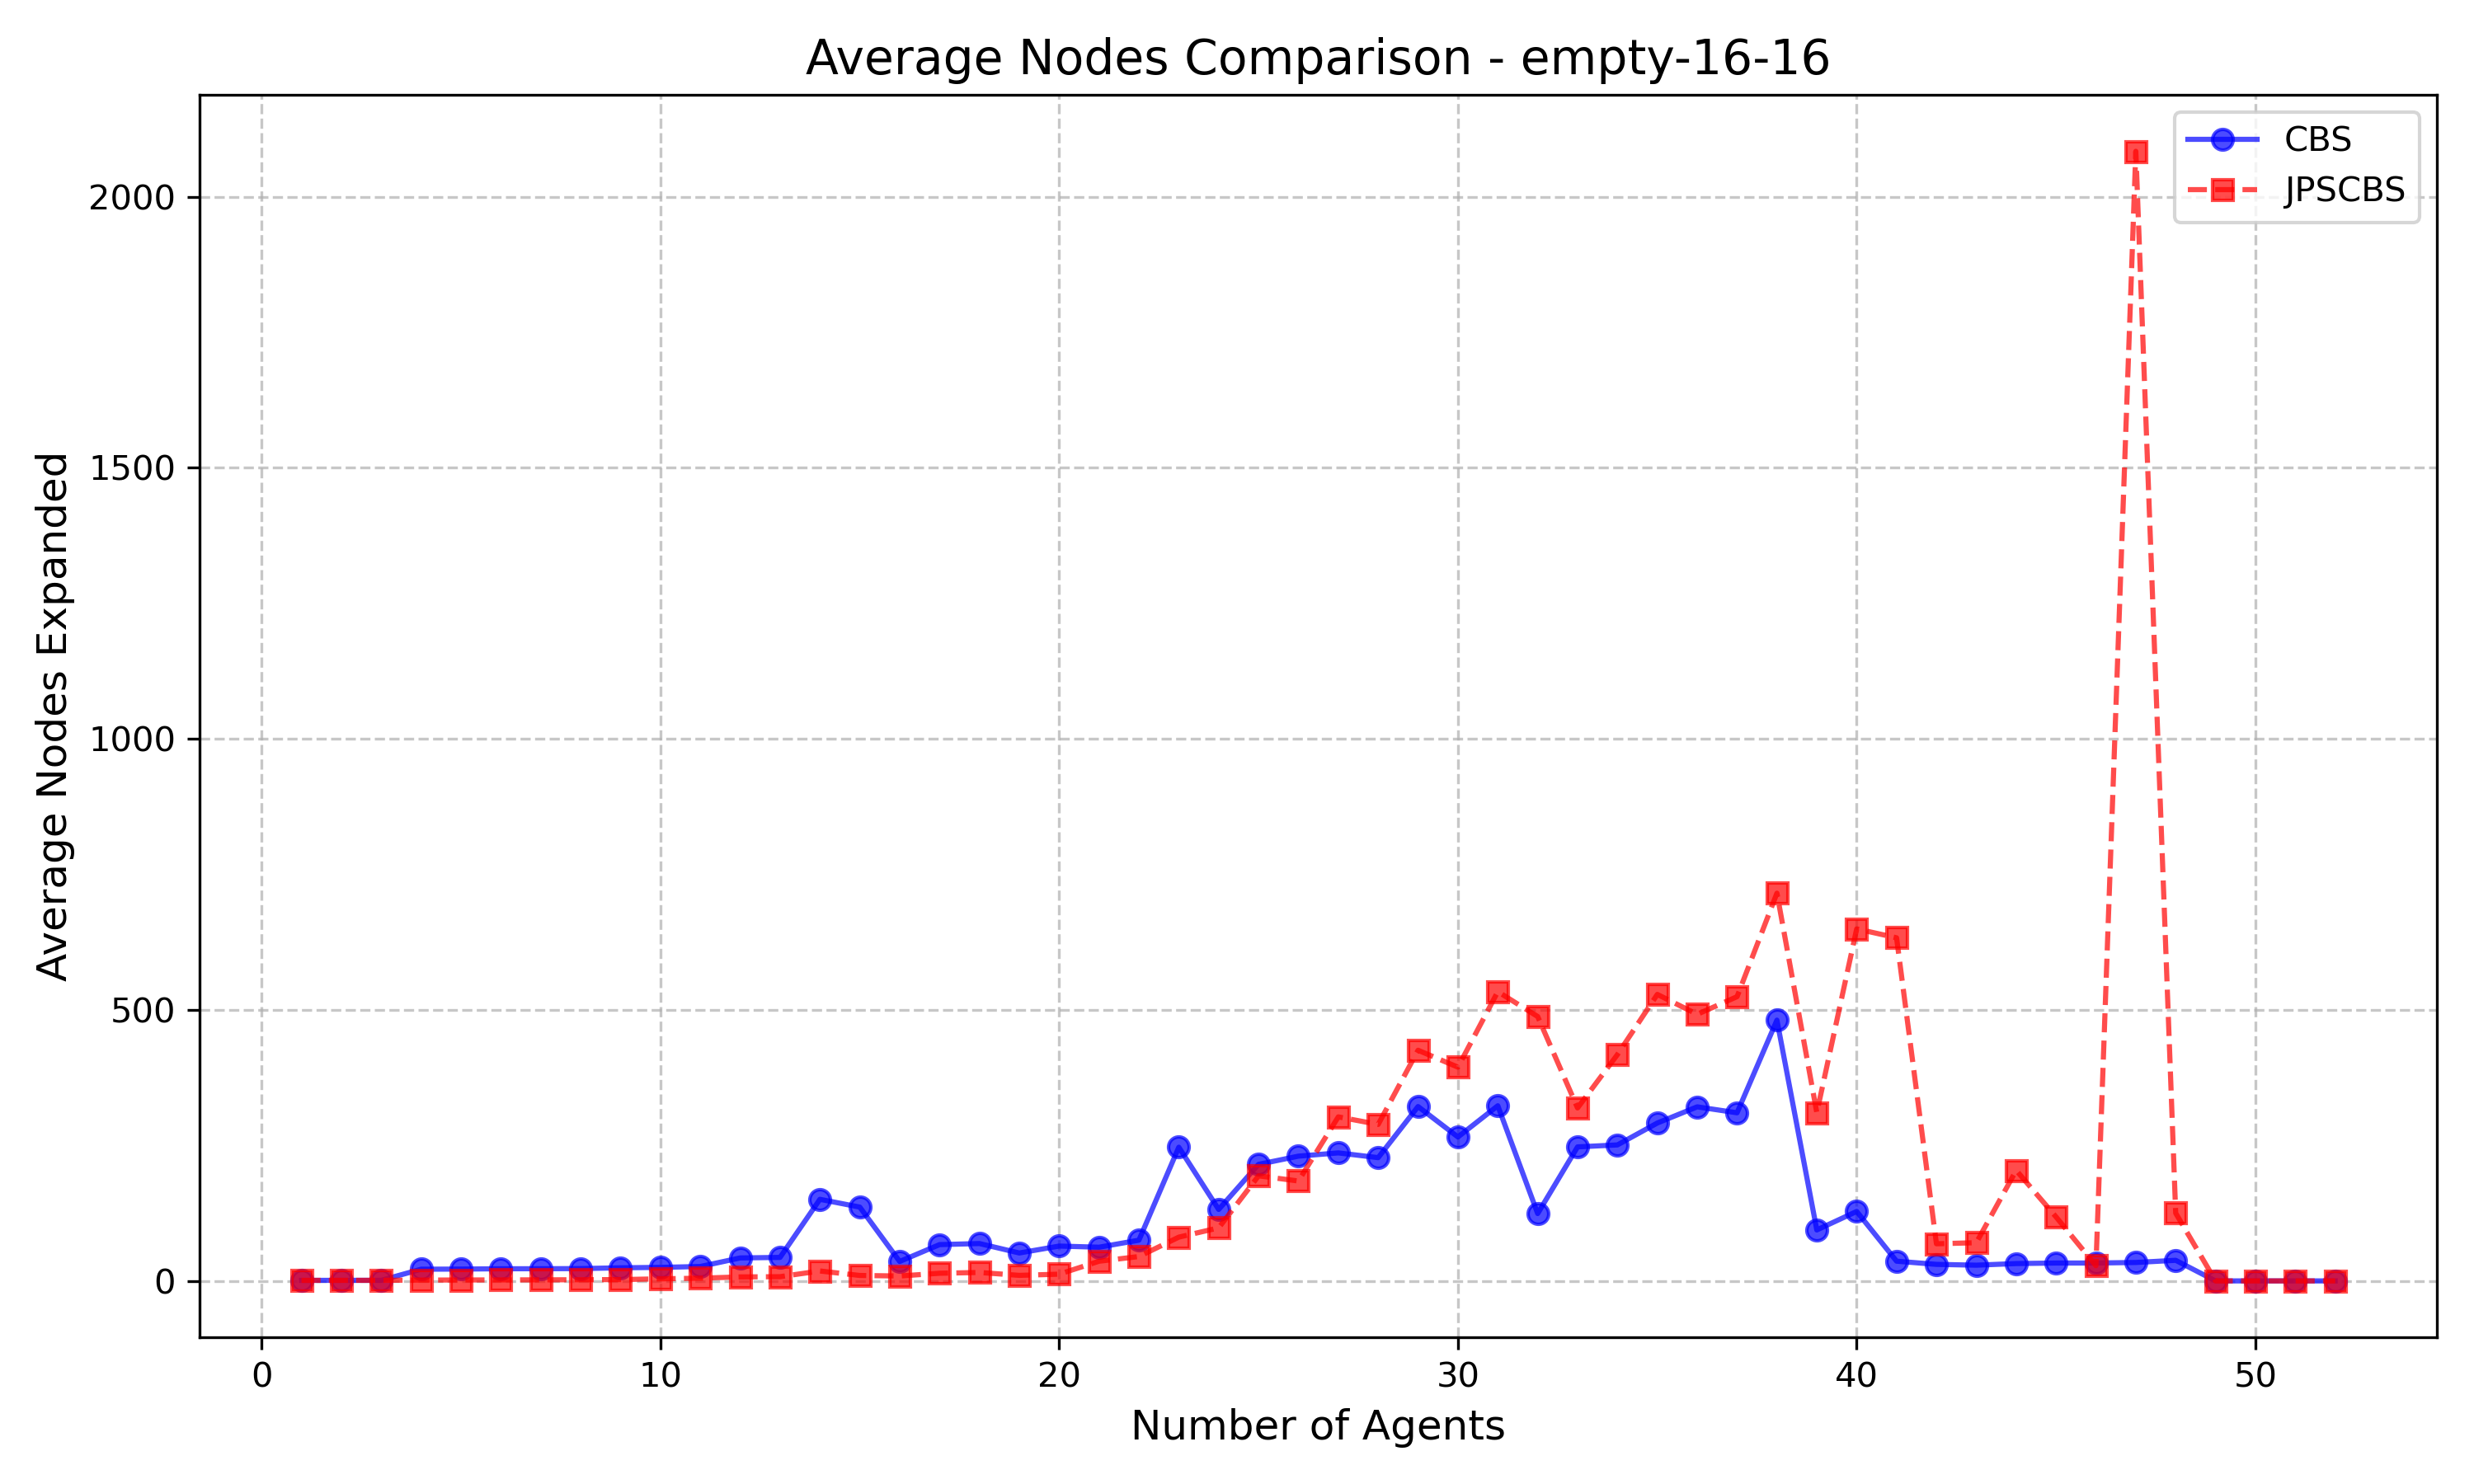 Average Nodes Comparison - empty-16-16
CBS
JPSCBS
Average Nodes Expanded
2000
1500
1000
500
0
0 10 20 30 40 50
Number of Agents